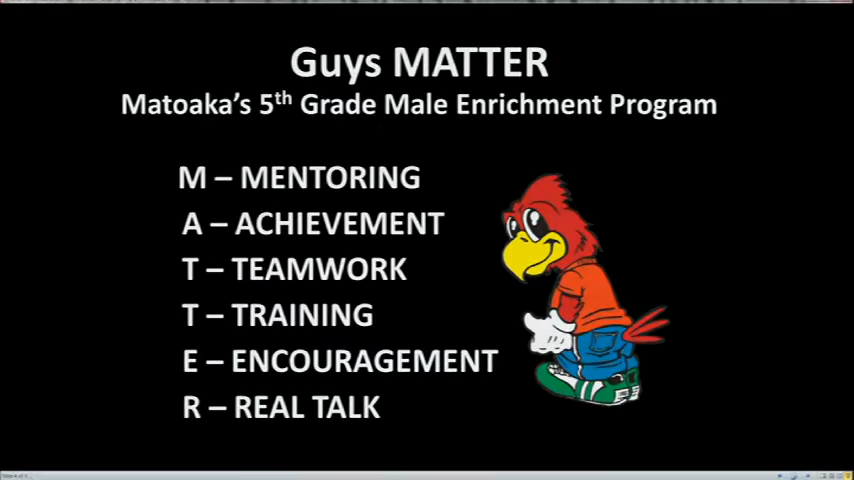 Guys MATTER
Matoaka's 5th Grade Male Enrichment Program
M – MENTORING
A – ACHIEVEMENT
T – TEAMWORK
T – TRAINING
E – ENCOURAGEMENT
R – REAL TALK